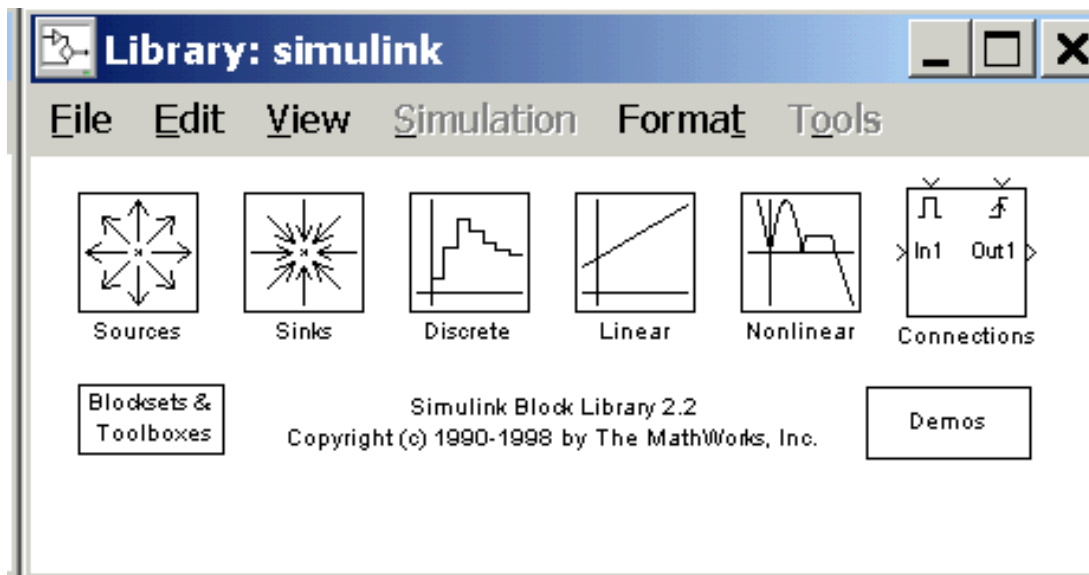 Library: simulink
File Edit View Simulation Format Tools
In1 Out1
Sources Sinks Discrete Linear Nonlinear Connections
Blocksets &
Toolboxes
Simulink Block Library 2.2
Copyright (c) 1990-1998 by The MathWorks, Inc.
Demos